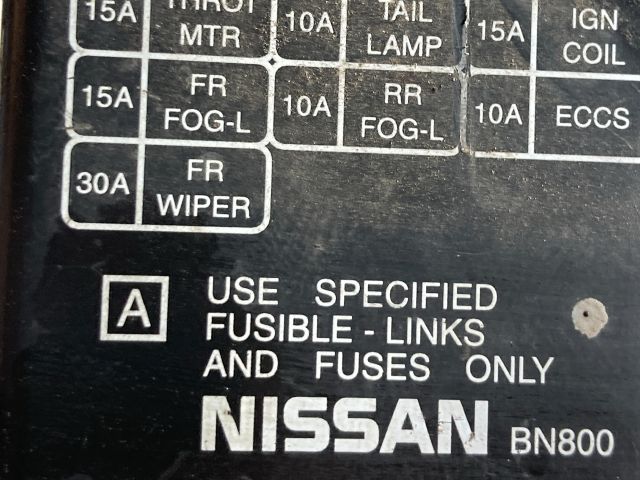 15A THROT MTR 10A TAIL LAMP 15A IGN COIL
15A FR FOG-L 10A RR FOG-L 10A ECCS
30A FR WIPER
A USE SPECIFIED
FUSIBLE - LINKS
AND FUSES ONLY
NISSAN BN800